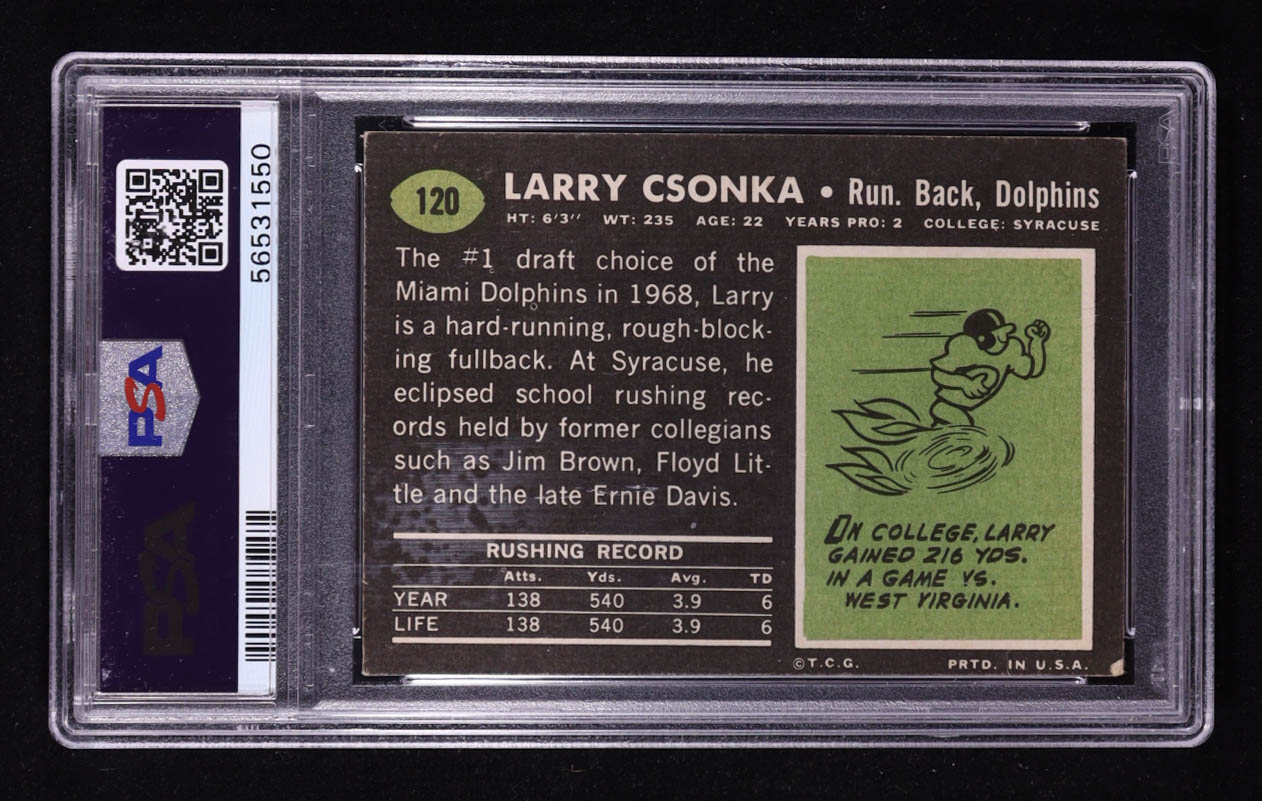 56531550
PSA
PSA
120
LARRY CSONKA • Run. Back, Dolphins
HT: 6'3" WT: 235 AGE: 22 YEARS PRO: 2 COLLEGE: SYRACUSE
The #1 draft choice of the
Miami Dolphins in 1968, Larry
is a hard-running, rough-block-
ing fullback. At Syracuse, he
eclipsed school rushing rec-
ords held by former collegians
such as Jim Brown, Floyd Lit-
tle and the late Ernie Davis.
RUSHING RECORD
Atts. Yds. Avg. TD
YEAR 138 540 3.9 6
LIFE 138 540 3.9 6
IN COLLEGE, LARRY
GAINED 216 YDS.
IN A GAME VS.
WEST VIRGINIA.
©T.C.G. PRTD. IN U.S.A.